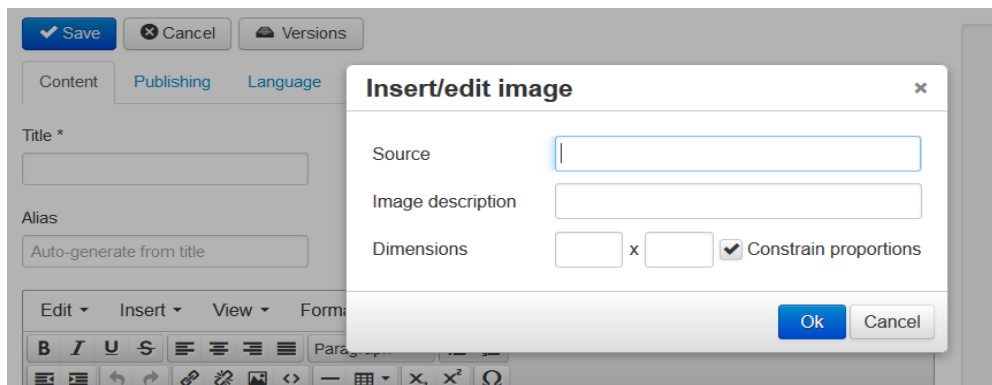 Save Cancel Versions
Content Publishing Language
Insert/edit image ×
Title *
Source
Image description
Alias
Auto-generate from title
Dimensions x Constrain proportions
Edit Insert View
Ok Cancel
B I U S
X, X² Ω